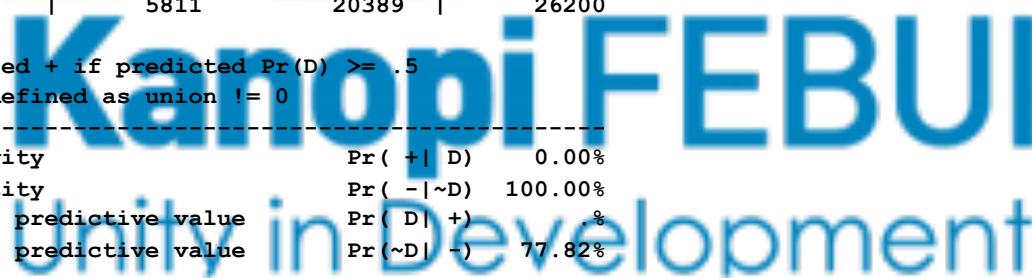 | 5811 20389 | 26200
ed + if predicted Pr(D) >= .5
efined as union != 0
--------------------------------------------------
ity Pr( +| D) 0.00%
ity Pr( -|~D) 100.00%
predictive value Pr( D| +) .%
predictive value Pr(~D| -) 77.82%
Kanopi FEBUI
Unity in Development